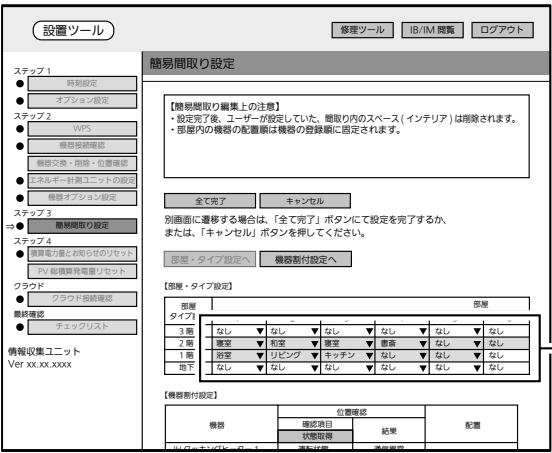 設置ツール
修理ツール IB/IM 閲覧 ログアウト
ステップ 1
時刻設定
オプション設定
ステップ 2
WPS
機器接続確認
機器交換・削除・位置確認
エネルギー計測ユニットの設定
機器オプション設定
ステップ 3
⇒● 簡易間取り設定
ステップ 4
積算電力量とお知らせのリセット
PV 総積算発電量リセット
クラウド
クラウド接続確認
最終確認
チェックリスト
情報収集ユニット
Ver xx.xx.xxxx
簡易間取り設定
【簡易間取り編集上の注意】
・設定完了後、ユーザーが設定していた、間取り内のスペース ( インテリア ) は削除されます。
・部屋内の機器の配置順は機器の登録順に固定されます。
全て完了 キャンセル
別画面に遷移する場合は、「全て完了」ボタンにて設定を完了するか、
または、「キャンセル」ボタンを押してください。
部屋・タイプ設定へ 機器割付設定へ
【部屋・タイプ設定】
部屋 部屋
タイプ
3 階 なし ▼ なし ▼ なし ▼ なし ▼ なし ▼ なし
2 階 寝室 ▼ 和室 ▼ 寝室 ▼ 書斎 ▼ なし ▼ なし
1 階 浴室 ▼ リビング ▼ キッチン ▼ なし ▼ なし ▼ なし
地下 なし ▼ なし ▼ なし ▼ なし ▼ なし ▼ なし
【機器割付設定】
機器 位置確認 配置
確認項目 結果
状態取得
IH クッキングヒーター 1 運転状態 通信異常